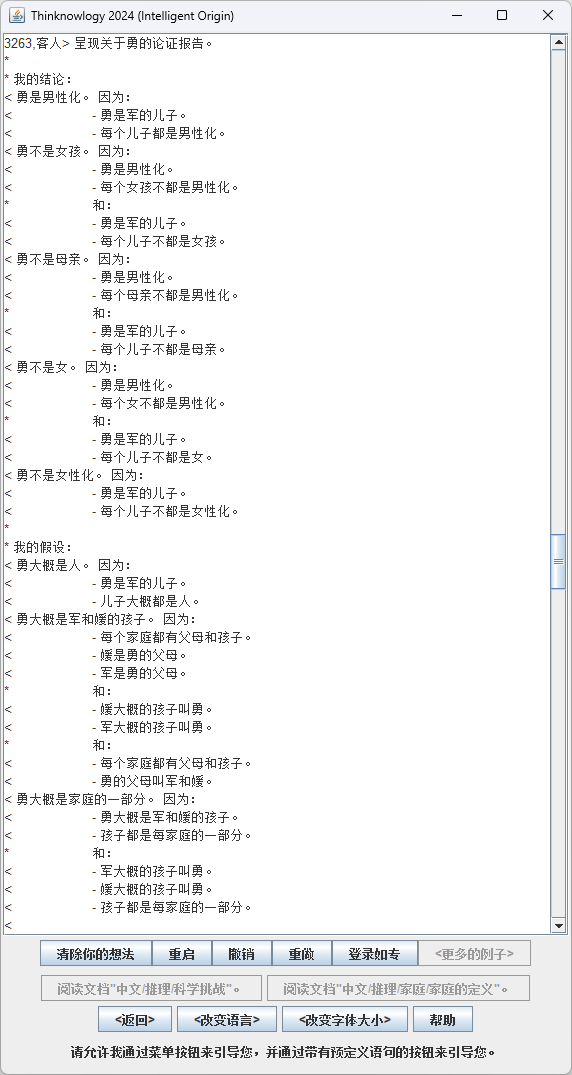 Thinknowlogy 2024 (Intelligent Origin)
3263,客人> 呈现关于勇的论证报告。
*
* 我的结论:
< 勇是男性化。 因为:
< - 勇是军的儿子。
< - 每个儿子都是男性化。
< 勇不是女孩。 因为:
< - 勇是男性化。
< - 每个女孩不都是男性化。
* 和:
< - 勇是军的儿子。
< - 每个儿子不都是女孩。
< 勇不是母亲。 因为:
< - 勇是男性化。
< - 每个母亲不都是男性化。
* 和:
< - 勇是军的儿子。
< - 每个儿子不都是母亲。
< 勇不是女。 因为:
< - 勇是男性化。
< - 每个女不都是男性化。
* 和:
< - 勇是军的儿子。
< - 每个儿子不都是女。
< 勇不是女性化。 因为:
< - 勇是军的儿子。
< - 每个儿子不都是女性化。
*
* 我的假设:
< 勇大概是人。 因为:
< - 勇是军的儿子。
< - 儿子大概都是人。
< 勇大概是军和媛的孩子。 因为:
< - 每个家庭都有父母和孩子。
< - 媛是勇的父母。
< - 军是勇的父母。
* 和:
< - 媛大概的孩子叫勇。
< - 军大概的孩子叫勇。
* 和:
< - 每个家庭都有父母和孩子。
< - 勇的父母叫军和媛。
< 勇大概是家庭的一部分。 因为:
< - 勇大概是军和媛的孩子。
< - 孩子都是每家庭的一部分。
* 和:
< - 军大概的孩子叫勇。
< - 媛大概的孩子叫勇。
< - 孩子都是每家庭的一部分。
<
清除你的想法 重启 撤销 重做 登录如专 <更多的例子>
阅读文档"中文/推理/科学挑战"。 阅读文档"中文/推理/家庭/家庭的定义"。
<返回> <改变语言> <改变字体大小> 帮助
请允许我通过菜单按钮来引导您，并通过带有预定义语句的按钮来引导您。